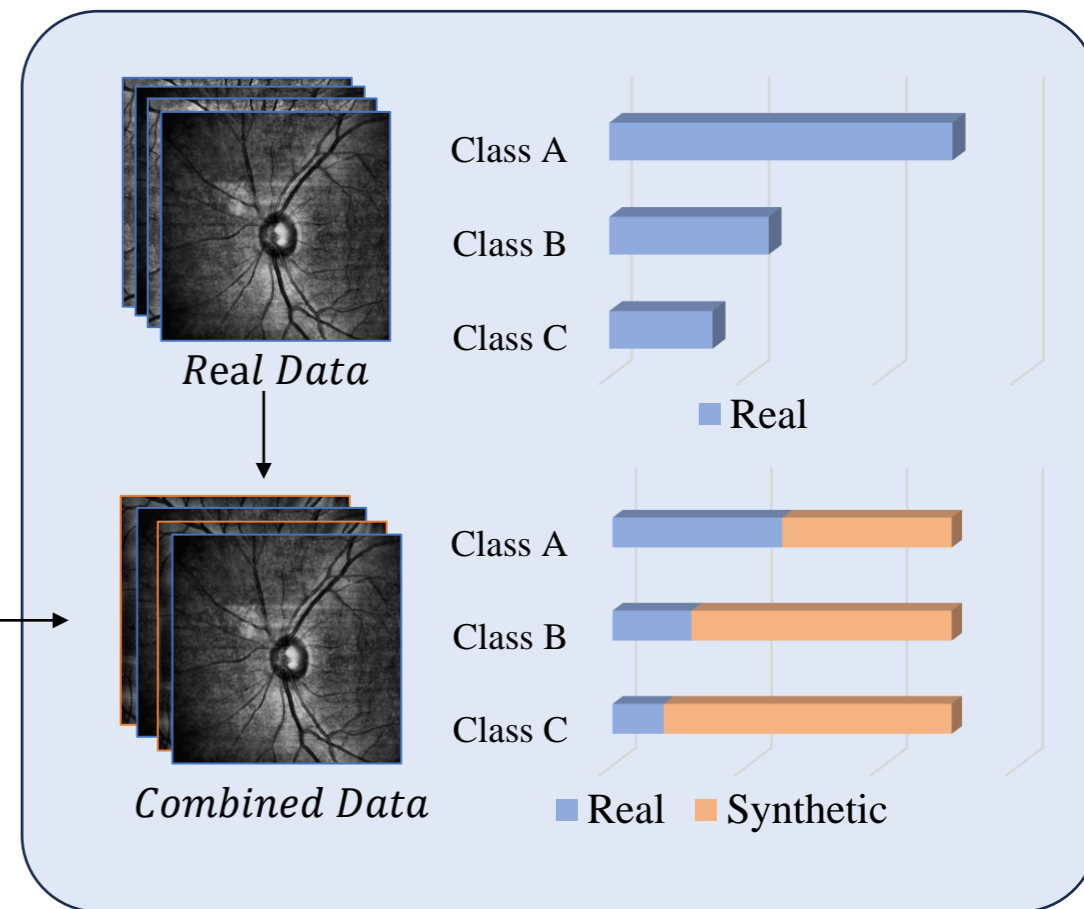 Class A
Class B
Class C
Real Data
Real
Class A
Class B
Class C
Combined Data
Real Synthetic